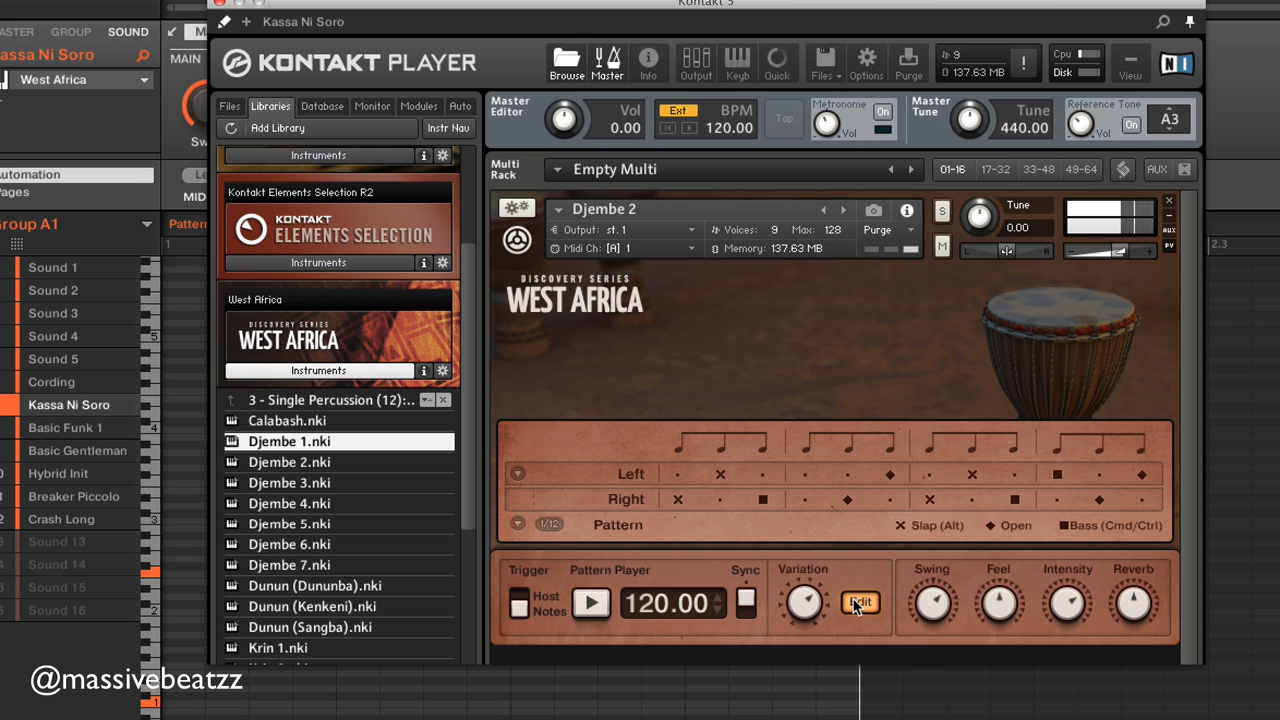 Kontakt 5
Kassa Ni Soro
GROUP
SOUND
MAIN
West Africa
KONTAKT PLAYER
Browse
Master
Info
Output
Keyb
Quick
Files
Options
Purge
9
137.63 MB
!
Cpu
Disk
View
NI
Files
Libraries
Database
Monitor
Modules
Auto
Add Library
Instr Nav
Master Editor
Vol
0.00
Ext
BPM
120.00
Tap
Metronome
On
Vol
Master Tune
Tune
440.00
Reference Tone
On
Vol
A3
Multi Rack
Empty Multi
01-16
17-32
33-48
49-64
AUX
Instruments
Kontakt Elements Selection R2
KONTAKT
ELEMENTS SELECTION
Instruments
West Africa
DISCOVERY SERIES
WEST AFRICA
Instruments
3 - Single Percussion (12):..
Calabash.nki
Djembe 1.nki
Djembe 2.nki
Djembe 3.nki
Djembe 4.nki
Djembe 5.nki
Djembe 6.nki
Djembe 7.nki
Dunun (Dununba).nki
Dunun (Kenkeni).nki
Dunun (Sangba).nki
Krin 1.nki
Djembe 2
Output: st.1
Voices: 9 Max: 128
Purge
Midi Ch: [A] 1
Memory: 137.63 MB
S
M
Tune
0.00
L
R
AUX
PV
DISCOVERY SERIES
WEST AFRICA
Left
Right
1/12
Pattern
Slap (Alt)
Open
Bass (Cmd/Ctrl)
Trigger
Host
Notes
Pattern Player
120.00
Sync
Variation
Edit
Swing
Feel
Intensity
Reverb
MIDI
Pattern
1
2.3
Sound 1
Sound 2
Sound 3
Sound 4
Sound 5
Cording
Kassa Ni Soro
Basic Funk 1
Basic Gentleman
Hybrid Init
Breaker Piccolo
Crash Long
Sound 13
Sound 14
Sound 15
Sound 16
5
4
3
1
@massivebeatzz